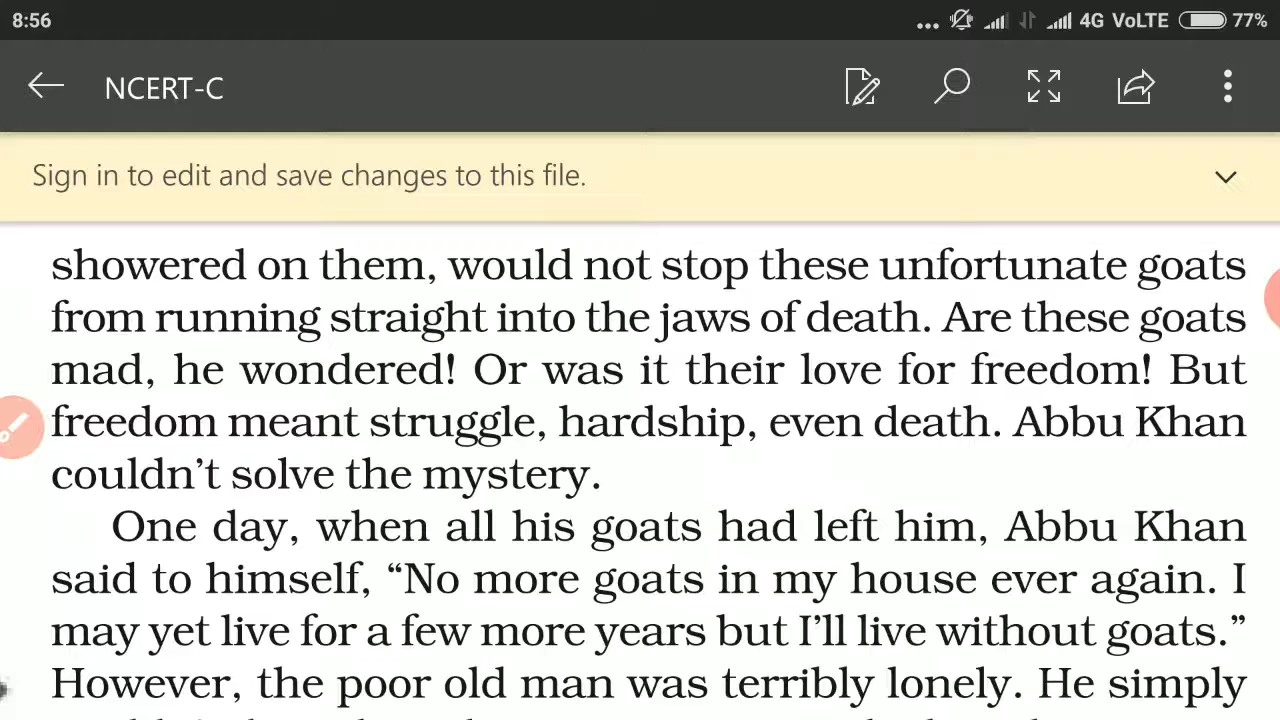 8:56 ... 4G VoLTE 77%
NCERT-C
Sign in to edit and save changes to this file.
showered on them, would not stop these unfortunate goats
from running straight into the jaws of death. Are these goats
mad, he wondered! Or was it their love for freedom! But
freedom meant struggle, hardship, even death. Abbu Khan
couldn’t solve the mystery.
One day, when all his goats had left him, Abbu Khan
said to himself, “No more goats in my house ever again. I
may yet live for a few more years but I’ll live without goats.”
However, the poor old man was terribly lonely. He simply